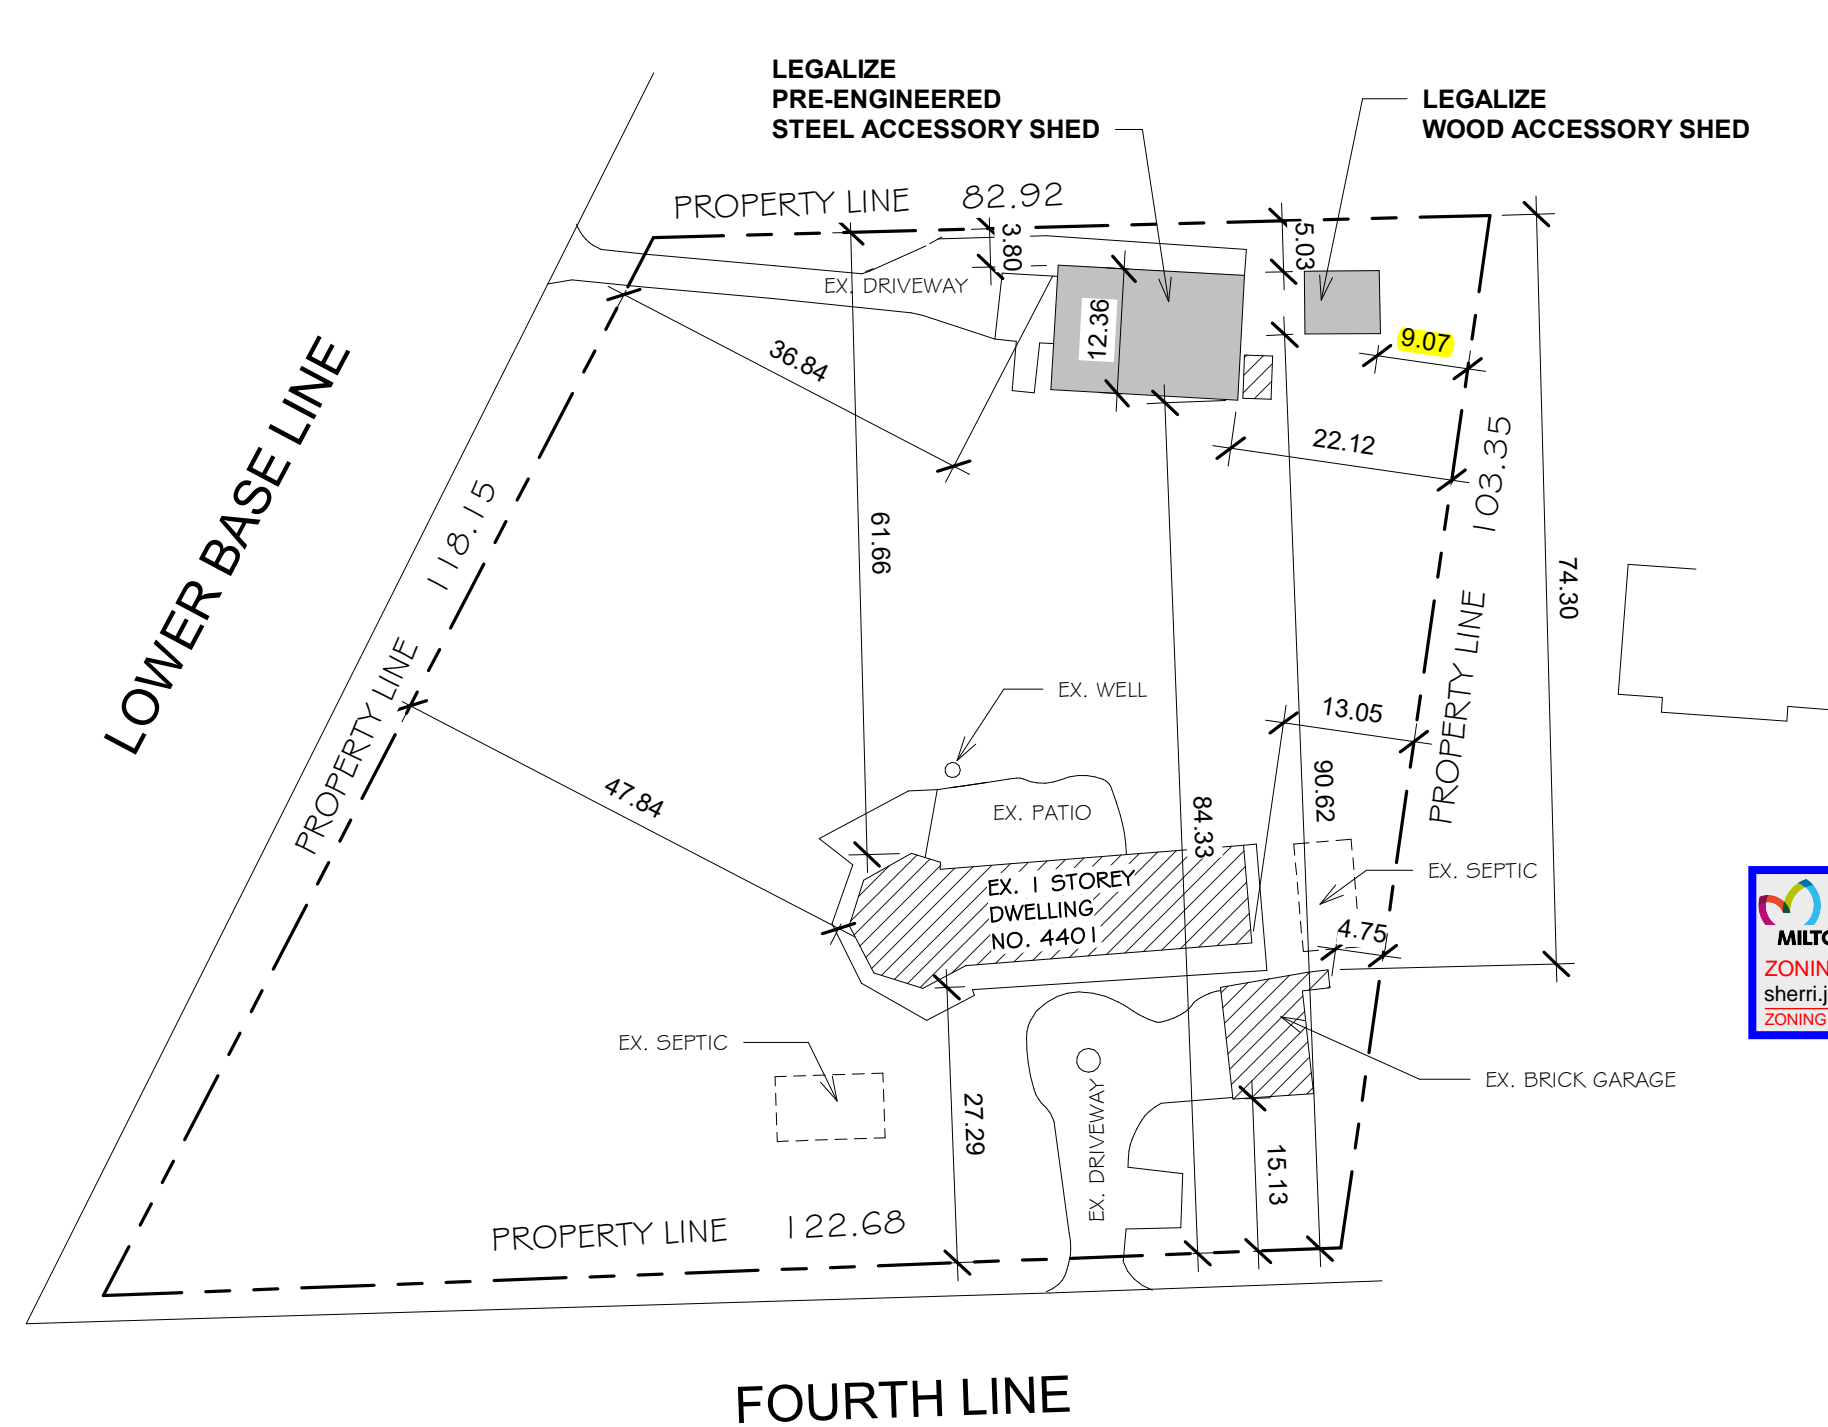 LEGALIZE
PRE-ENGINEERED
STEEL ACCESSORY SHED
LEGALIZE
WOOD ACCESSORY SHED
PROPERTY LINE 82.92
3.80
5.03
EX. DRIVEWAY
12.36
9.07
36.84
22.12
LOWER BASE LINE
118.15
PROPERTY LINE
103.35
PROPERTY LINE
61.66
74.30
EX. WELL
13.05
47.84
90.62
84.33
EX. PATIO
EX. 1 STOREY
DWELLING
NO. 4401
EX. SEPTIC
4.75
EX. SEPTIC
EX. BRICK GARAGE
27.29
EX. DRIVEWAY
15.13
PROPERTY LINE 122.68
FOURTH LINE
sherri.j
ZONING